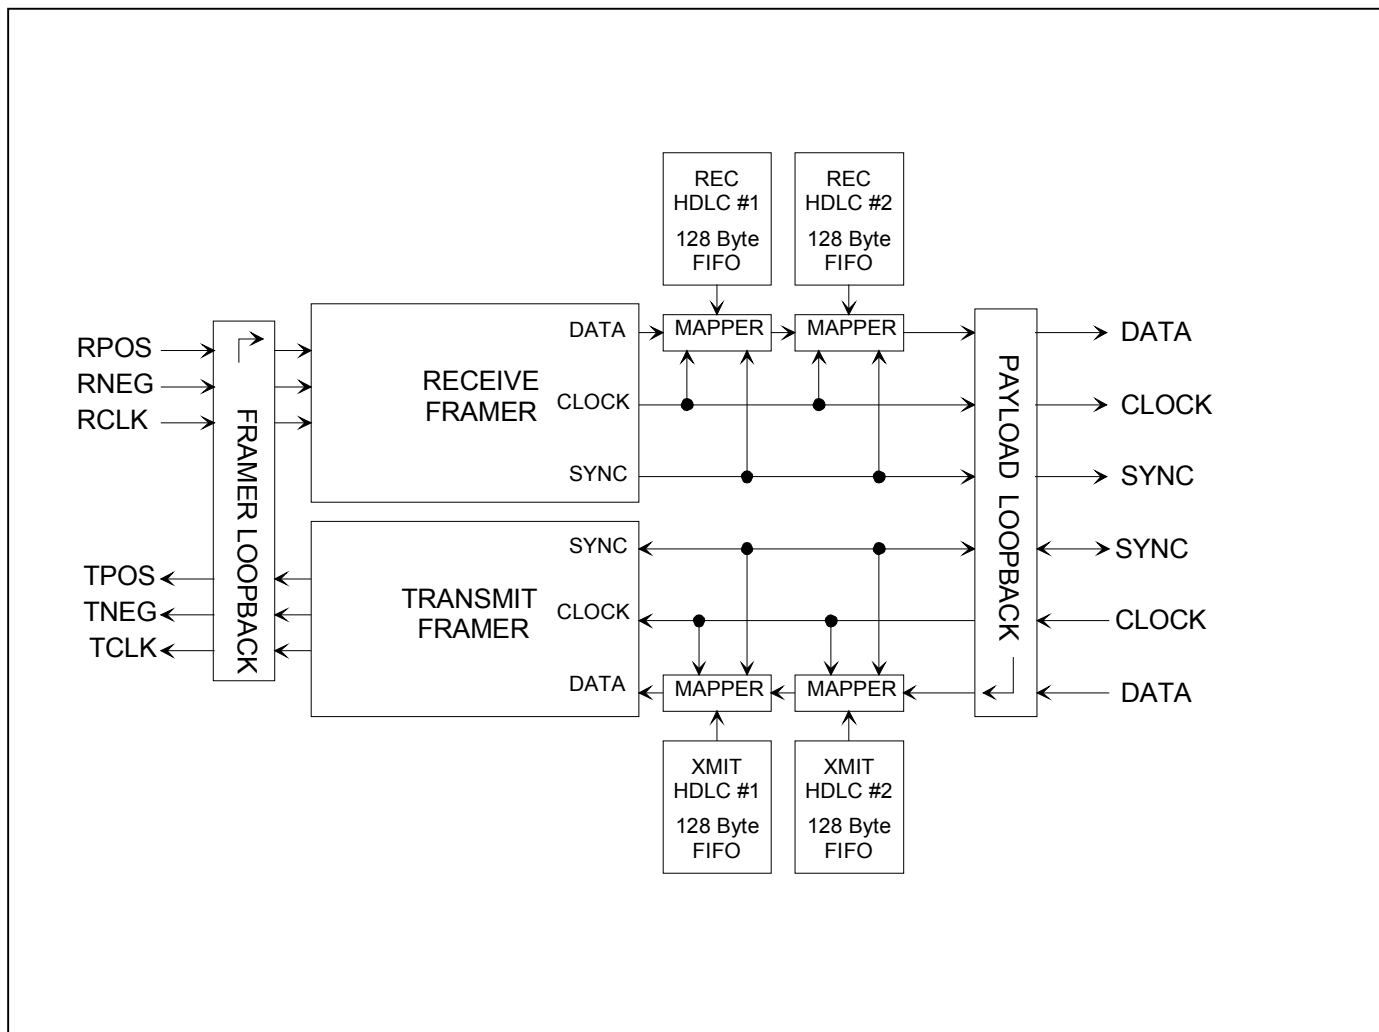 REC
HDLC #1
128 Byte
FIFO
REC
HDLC #2
128 Byte
FIFO
RPOS
RNEG
RCLK
FRAMER LOOPBACK
RECEIVE
FRAMER
DATA
CLOCK
SYNC
MAPPER
MAPPER
PAYLOAD LOOPBACK
DATA
CLOCK
SYNC
TPOS
TNEG
TCLK
TRANSMIT
FRAMER
SYNC
CLOCK
DATA
MAPPER
MAPPER
SYNC
CLOCK
DATA
XMIT
HDLC #1
128 Byte
FIFO
XMIT
HDLC #2
128 Byte
FIFO